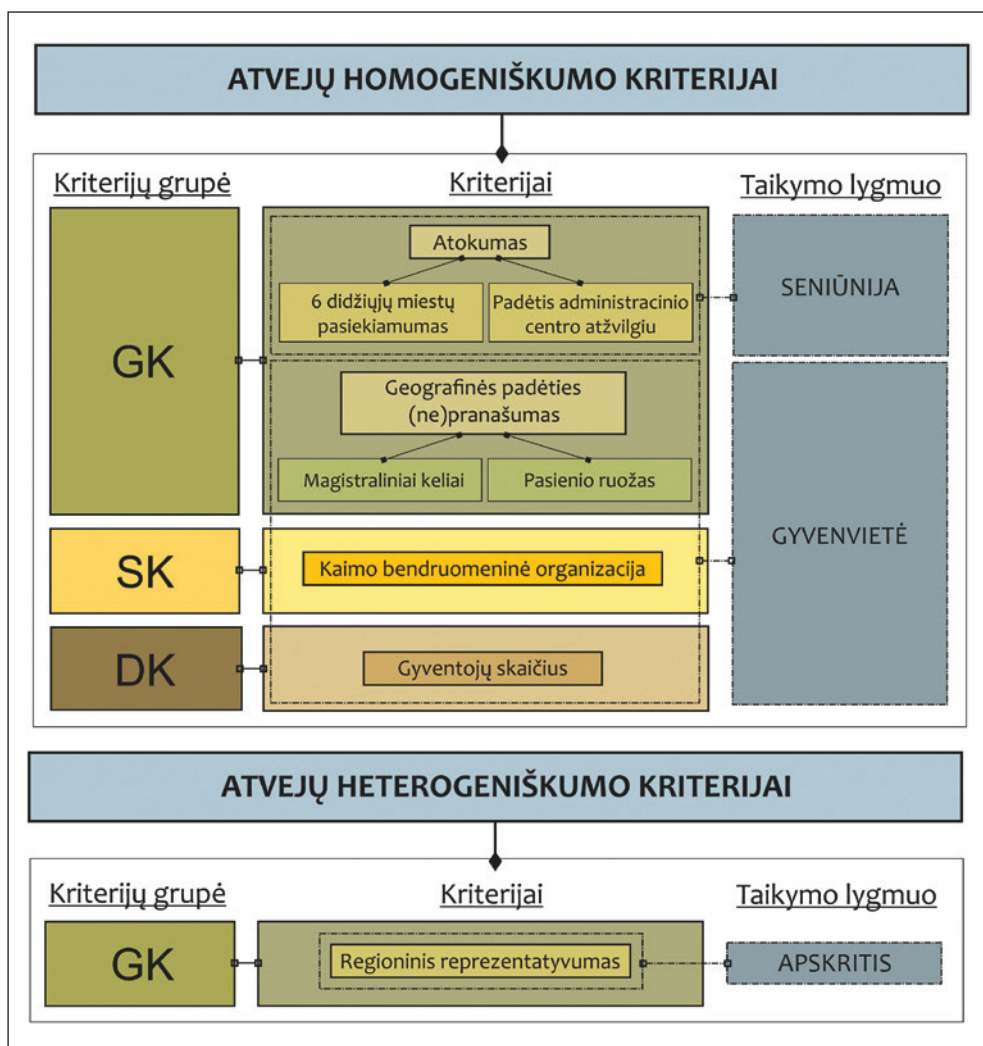 ATVEJŲ HOMOGENIŠKUMO KRITERIJAI
Kriterijų grupė
Kriterijai
Taikymo lygmuo
GK
Atokumas
6 didžiųjų miestų
pasiekiamumas
Padėtis administracinio
centro atžvilgiu
SENIŪNIJA
Geografinės padėties
(ne)pranašumas
Magistraliniai keliai
Pasienio ruožas
GYVENVIETĖ
SK
Kaimo bendruomeninė organizacija
DK
Gyventojų skaičius
ATVEJŲ HETEROGENIŠKUMO KRITERIJAI
Kriterijų grupė
Kriterijai
Taikymo lygmuo
GK
Regioninis reprezentatyvumas
APSKRITIS